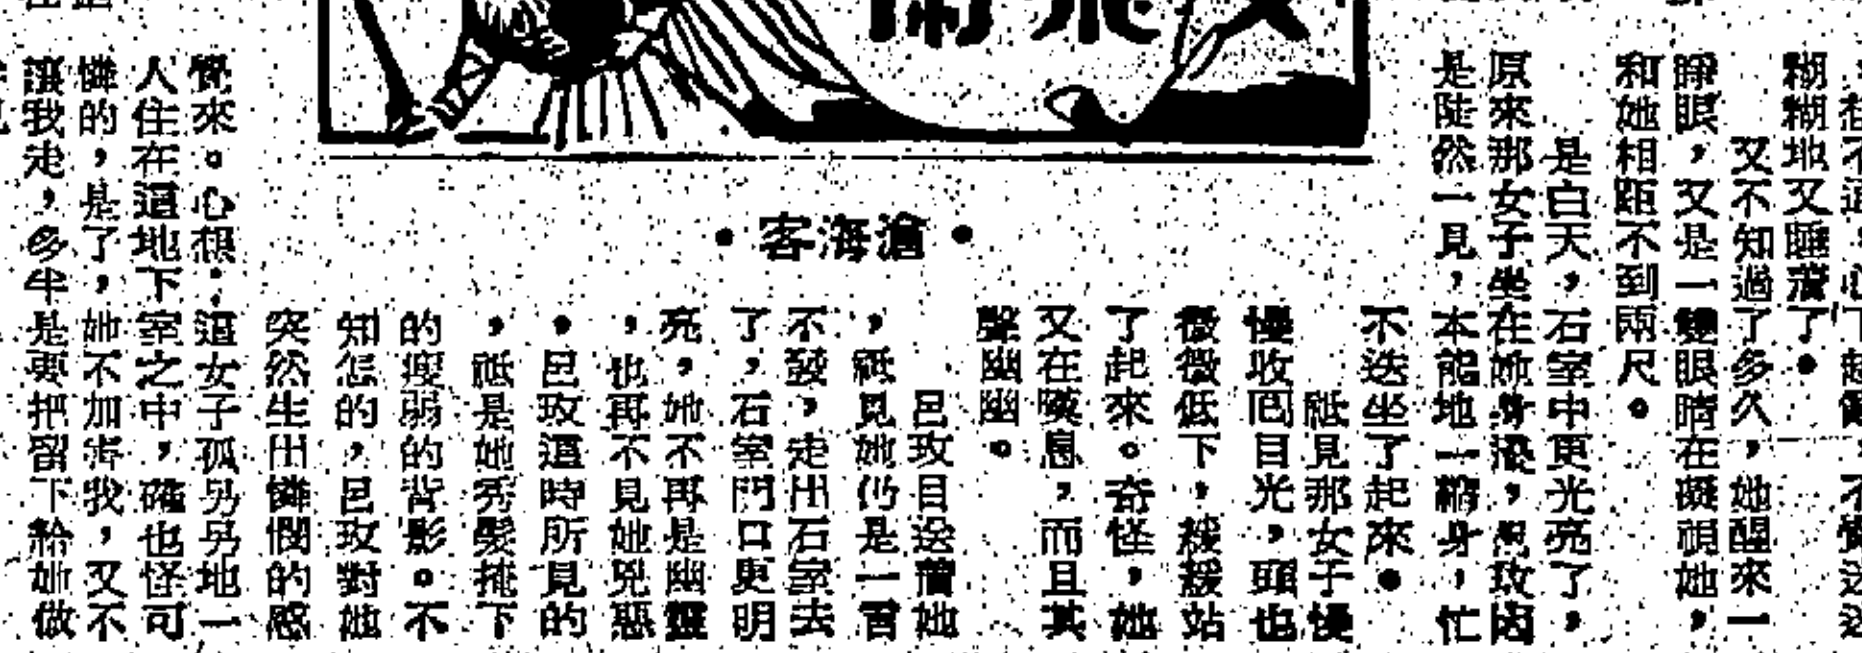 想不通，心下
糊糊地又睡着了。
又不知過了多久，她醒來一
睜眼，又是一雙眼睛在凝視她，
和她相距不到兩尺。
是白天，石室中更光亮了，
原來那女子坐在她身邊，呂玫因
是陡然一見，本能地一縮身，忙
不迭坐了起來。
祗見那女子慢
慢收回目光，頭也
微微低下，緩緩站
了起來。奇怪，她
又在嘆息，而且其
聲幽幽。
呂玫目送着她
，祗見她仍是一言
不發，走出石室去
了，石室門口更明
亮，她不再是幽靈
，也再不見她兇惡
。呂玫這時所見的
，祗是她秀髮掩下
的瘦弱的背影。不
知怎的，呂玫對她
突然生出憐憫的感
覺來。心想：這女子孤另另地一
人住在這地下室之中，確也怪可
憐的，是了，她不加害我，又不
讓我走，多半是要把留下給她做
•滄海客•